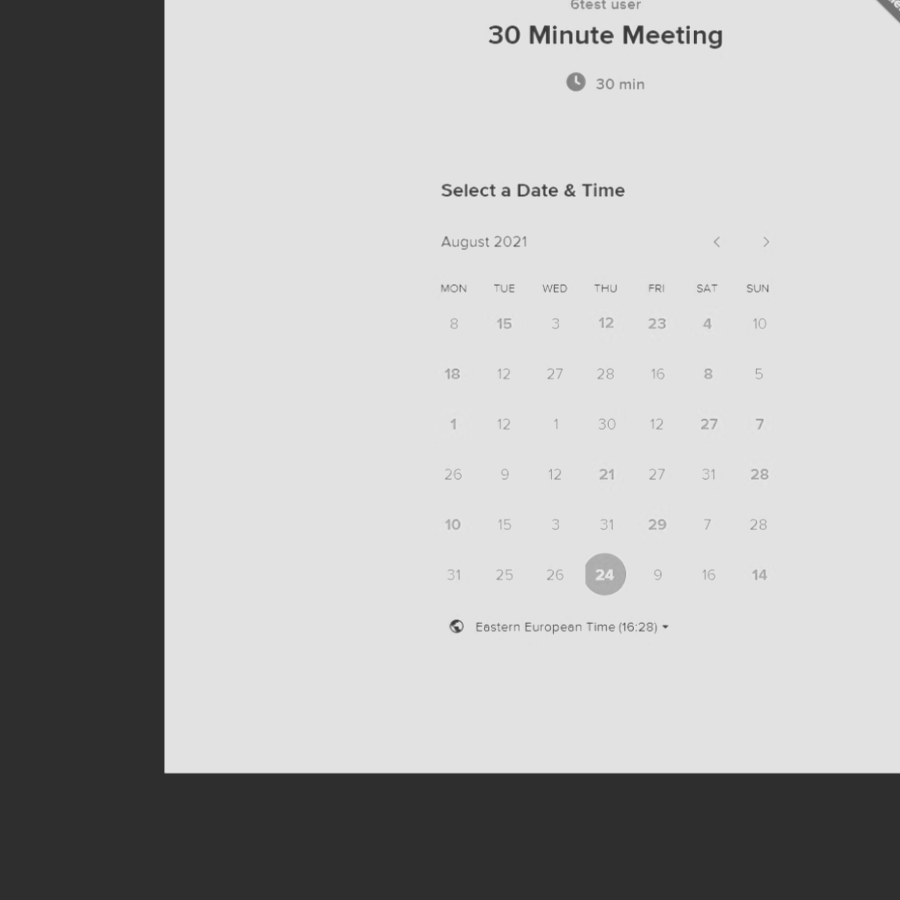 6test user
30 Minute Meeting
30 min
Select a Date & Time
August 2021
MON TUE WED THU FRI SAT SUN
8 15 3 12 23 4 10
18 12 27 28 16 8 5
1 12 1 30 12 27 7
26 9 12 21 27 31 28
10 15 3 31 29 7 28
31 25 26 24 9 16 14
Eastern European Time (16:28)